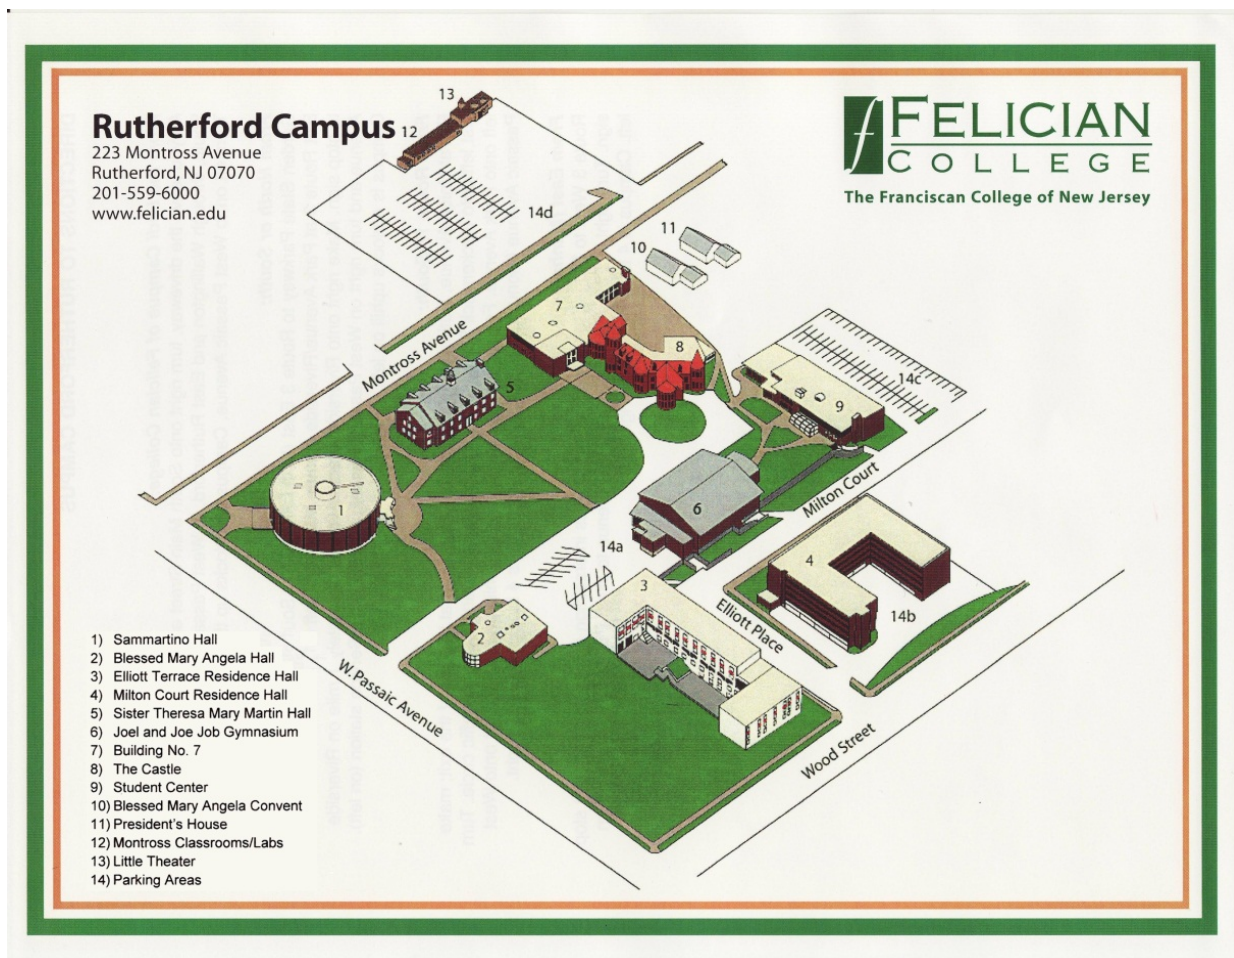 Rutherford Campus
223 Montross Avenue
Rutherford, NJ 07070
201-559-6000
www.felician.edu
f FELICIAN
COLLEGE
The Franciscan College of New Jersey
13
12
14d
11
10
7
Montross Avenue
8
5
14c
9
1
6
Milton Court
14a
4
3
14b
Elliott Place
2
W. Passaic Avenue
Wood Street
1) Sammartino Hall
2) Blessed Mary Angela Hall
3) Elliott Terrace Residence Hall
4) Milton Court Residence Hall
5) Sister Theresa Mary Martin Hall
6) Joel and Joe Job Gymnasium
7) Building No. 7
8) The Castle
9) Student Center
10) Blessed Mary Angela Convent
11) President's House
12) Montross Classrooms/Labs
13) Little Theater
14) Parking Areas